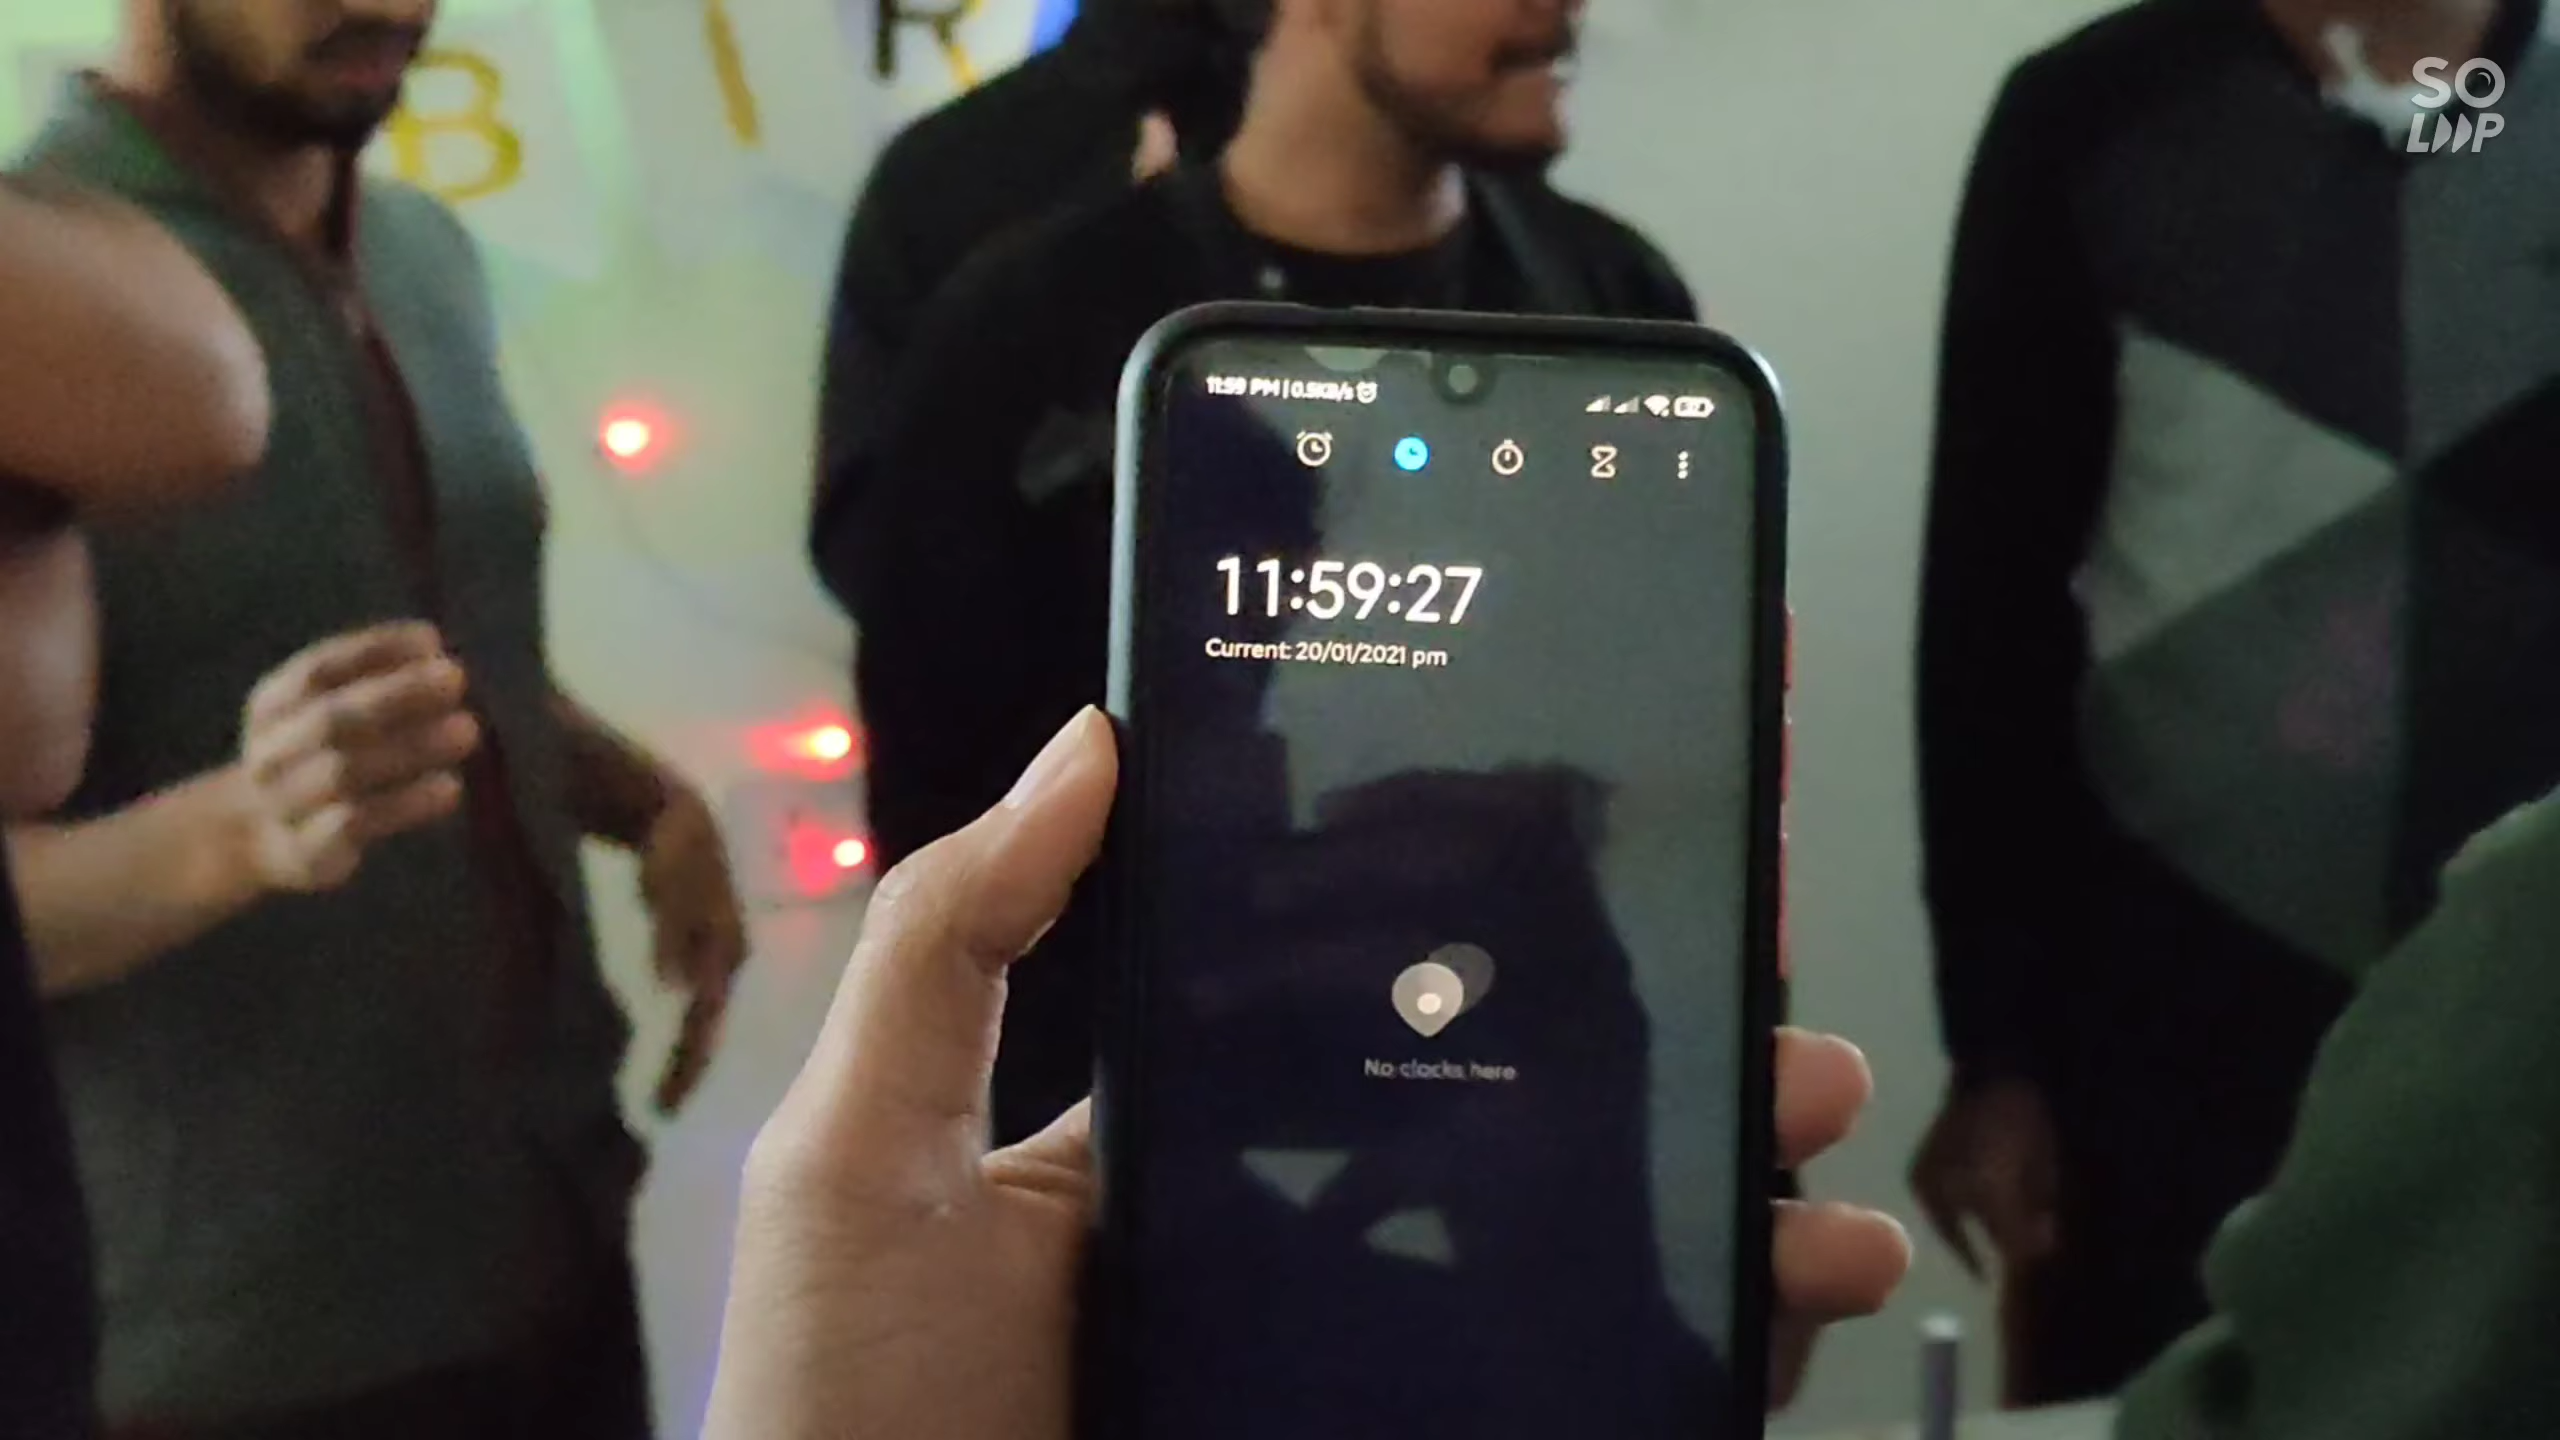 B I R
SO
LOOP
11:59 PM | 0.5KB/s
11:59:27
Current: 20/01/2021 pm
No clocks here